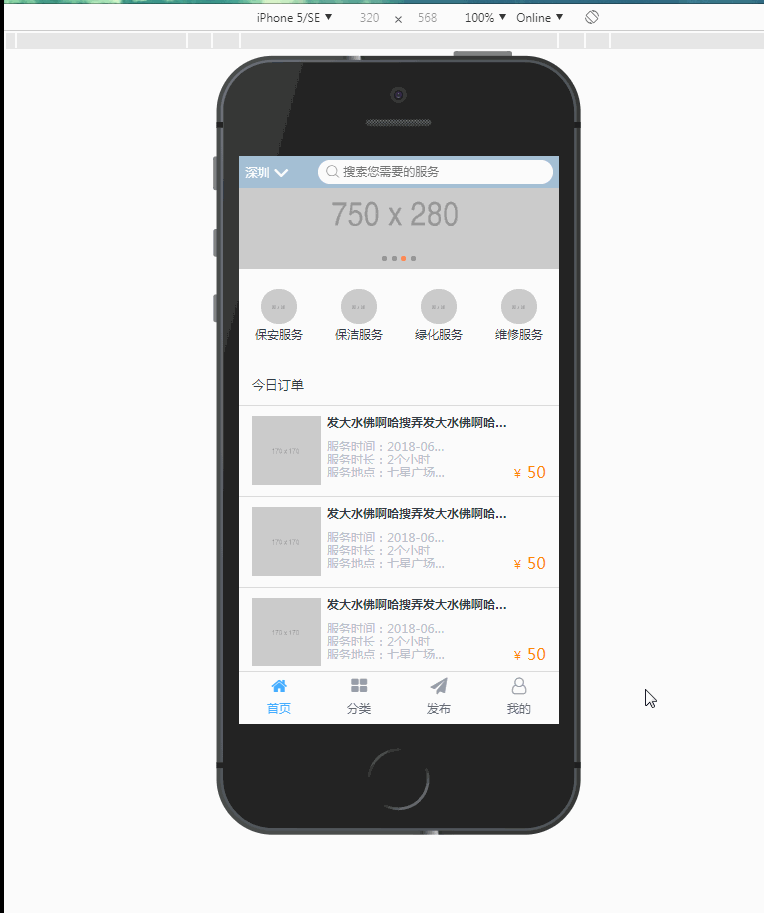 iPhone 5/SE 320 × 568 100% Online
深圳 搜索您需要的服务
750 x 280
保安服务 保洁服务 绿化服务 维修服务
今日订单
170 x 170
发大水佛啊哈搜弄发大水佛啊哈...
服务时间：2018-06...
服务时长：2个小时
服务地点：七星广场...
¥ 50
170 x 170
发大水佛啊哈搜弄发大水佛啊哈...
服务时间：2018-06...
服务时长：2个小时
服务地点：七星广场...
¥ 50
170 x 170
发大水佛啊哈搜弄发大水佛啊哈...
服务时间：2018-06...
服务时长：2个小时
服务地点：七星广场...
¥ 50
首页 分类 发布 我的